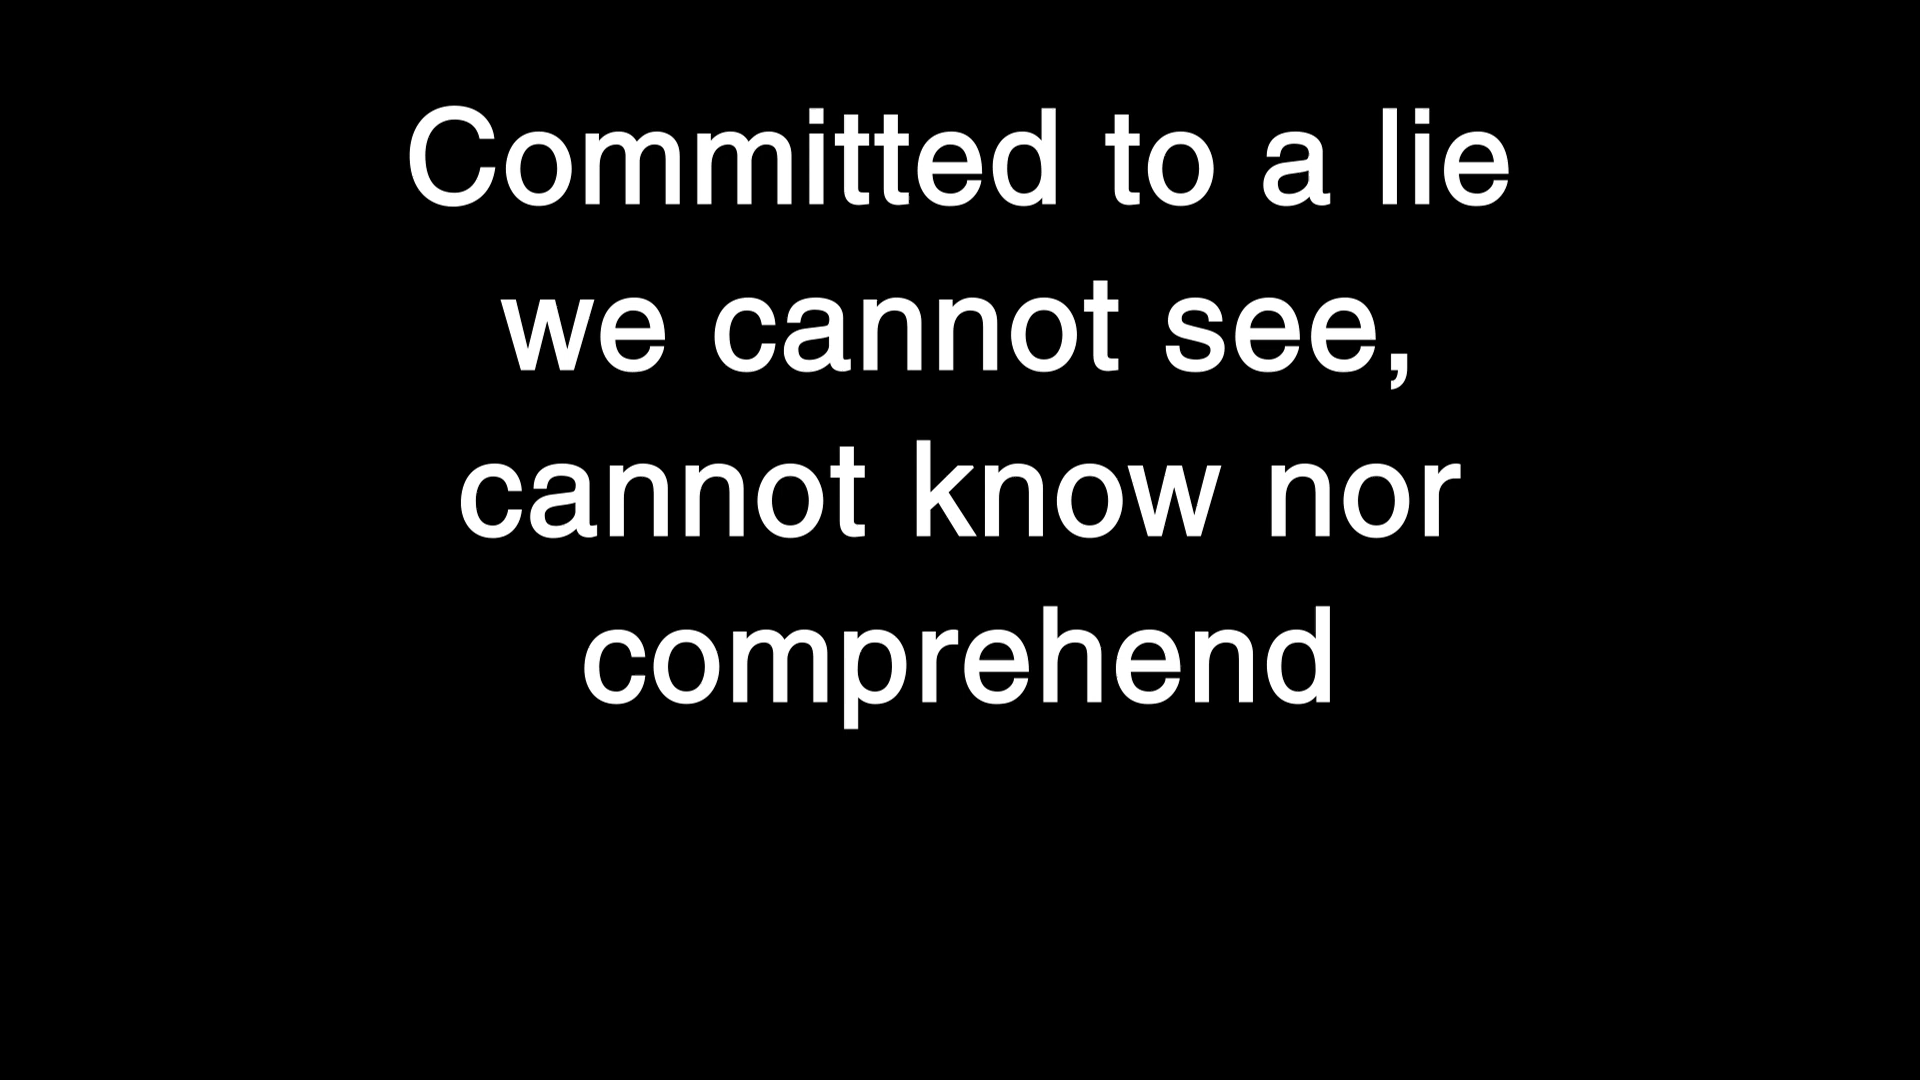 Committed to a lie
we cannot see,
cannot know nor
comprehend